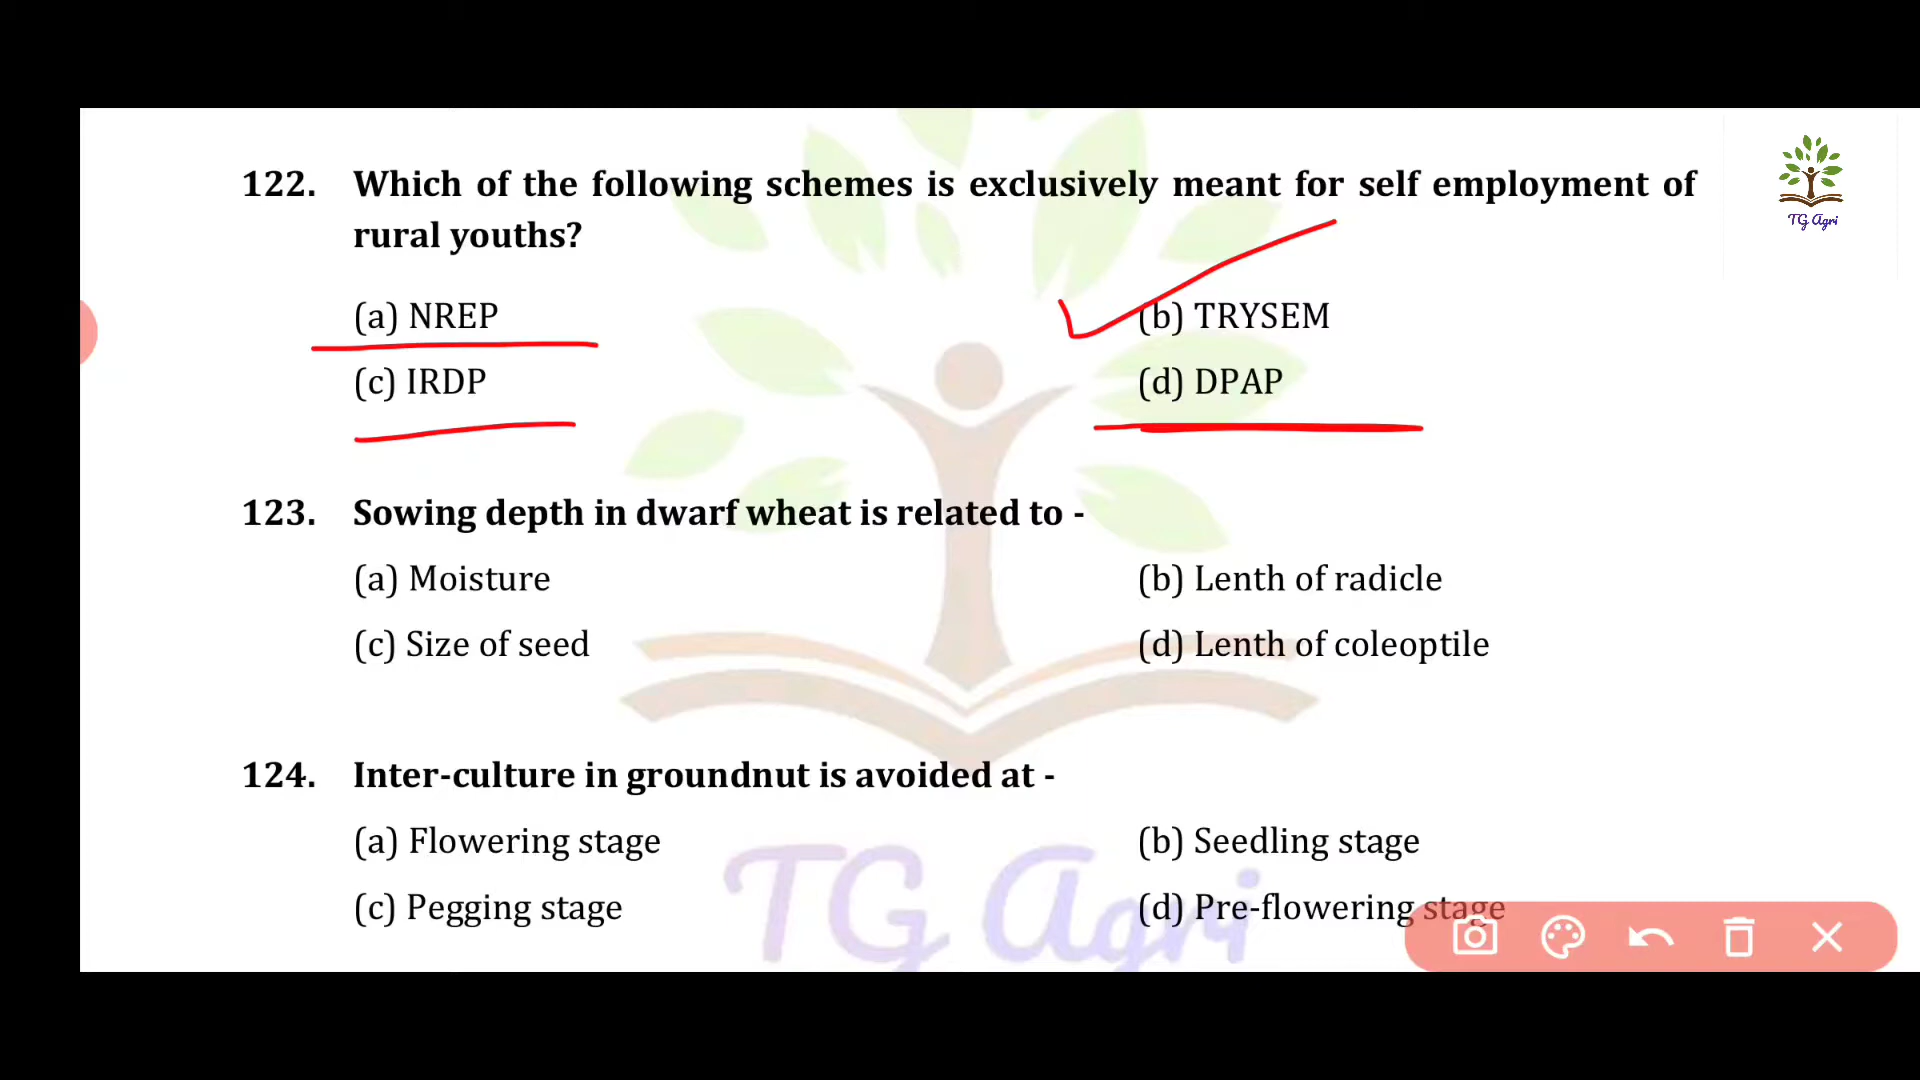 122. Which of the following schemes is exclusively meant for self employment of
rural youths?
(a) NREP (b) TRYSEM
(c) IRDP (d) DPAP
123. Sowing depth in dwarf wheat is related to -
(a) Moisture (b) Lenth of radicle
(c) Size of seed (d) Lenth of coleoptile
124. Inter-culture in groundnut is avoided at -
(a) Flowering stage (b) Seedling stage
(c) Pegging stage (d) Pre-flowering stage
TG Agri
TG Agri